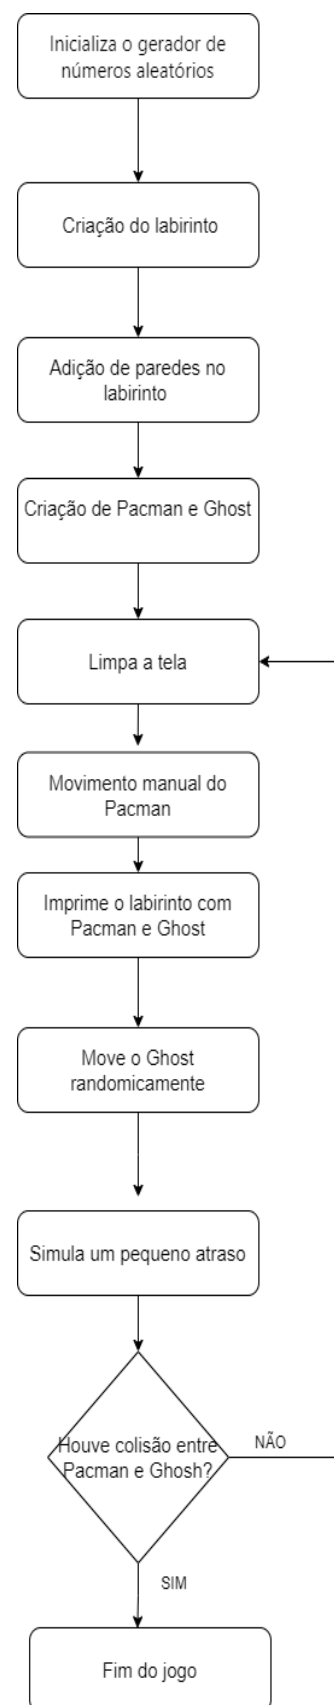 Inicializa o gerador de
números aleatórios
Criação do labirinto
Adição de paredes no
labirinto
Criação de Pacman e Ghost
Limpa a tela
Movimento manual do
Pacman
Imprime o labirinto com
Pacman e Ghost
Move o Ghost
randomicamente
Simula um pequeno atraso
Houve colisão entre
Pacman e Ghosh?
NÃO
SIM
Fim do jogo